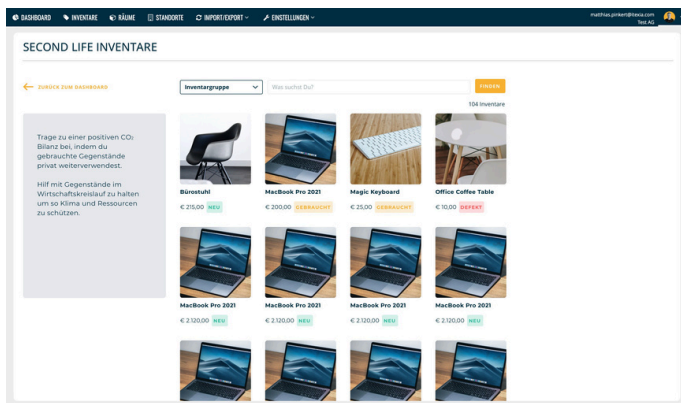 DASHBOARD INVENTARE RÄUME STANDORTE IMPORT/EXPORT EINSTELLUNGEN
matthias.pinkert@itexia.com
Test AG
SECOND LIFE INVENTARE
ZURÜCK ZUM DASHBOARD
Inventargruppe Was suchst Du? FINDEN
104 Inventare
Trage zu einer positiven CO₂
Bilanz bei, indem du
gebrauchte Gegenstände
privat weiterverwendest.
Hilf mit Gegenstände im
Wirtschaftskreislauf zu halten
um so Klima und Ressourcen
zu schützen.
Bürostuhl MacBook Pro 2021 Magic Keyboard Office Coffee Table
€ 215,00 NEU € 200,00 GEBRAUCHT € 25,00 GEBRAUCHT € 10,00 DEFEKT
MacBook Pro 2021 MacBook Pro 2021 MacBook Pro 2021 MacBook Pro 2021
€ 2.120,00 NEU € 2.120,00 NEU € 2.120,00 NEU € 2.120,00 NEU